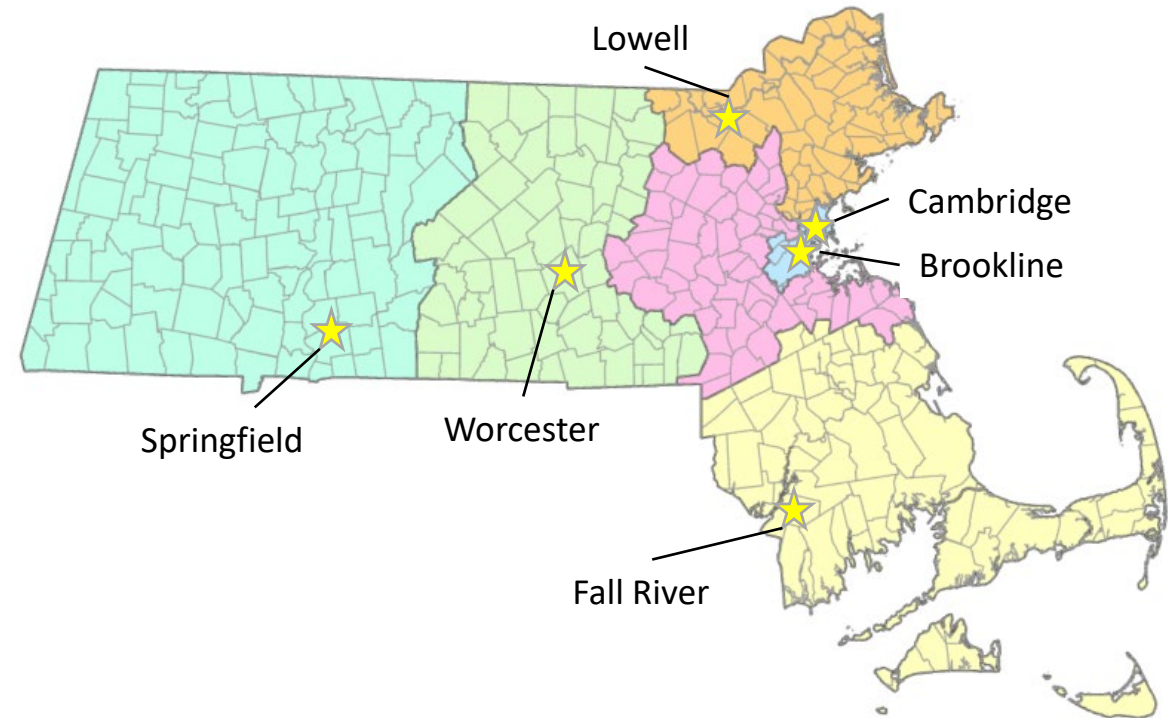 Lowell
Cambridge
Brookline
Worcester
Springfield
Fall River